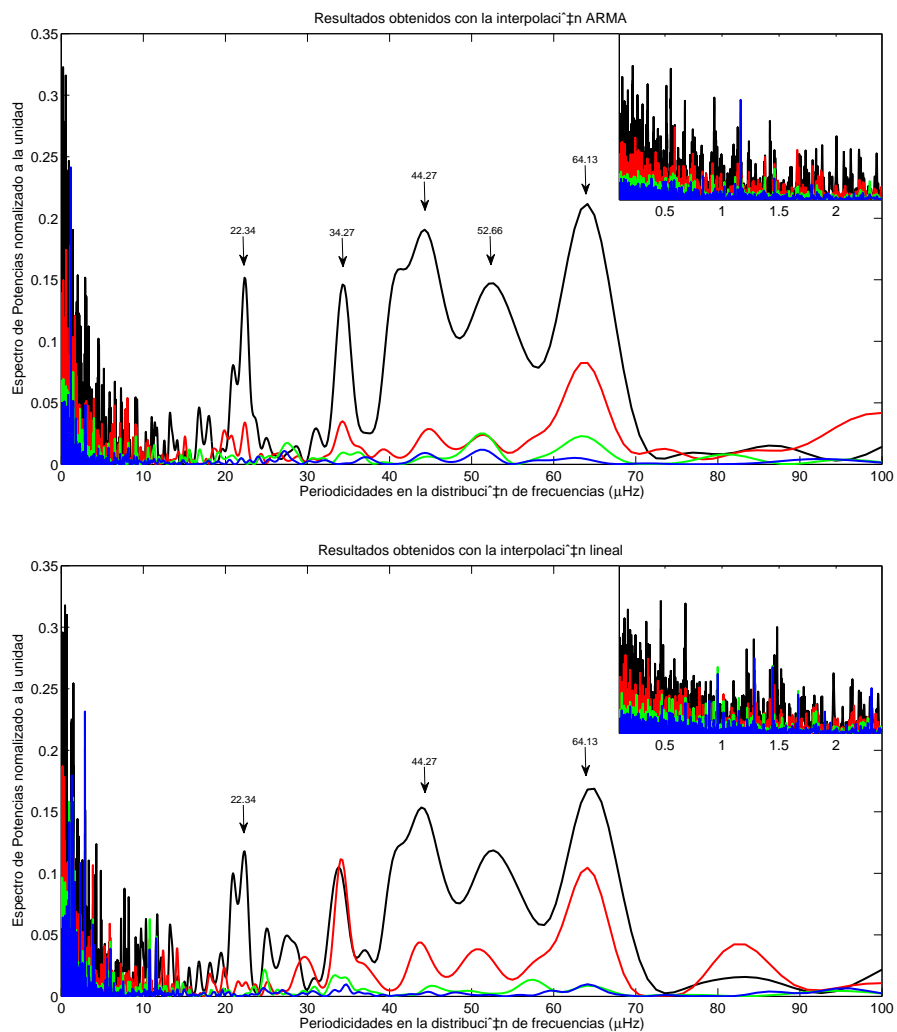 Resultados obtenidos con la interpolaciˆ‡n ARMA
Espectro de Potencias nomalizado a la unidad
0.35
0.3
0.25
0.2
0.15
0.1
0.05
0
22.34
34.27
44.27
52.66
64.13
0.5 1 1.5 2
0 10 20 30 40 50 60 70 80 90 100
Periodicidades en la distribuciˆ‡n de frecuencias (μHz)
Resultados obtenidos con la interpolaciˆ‡n lineal
Espectro de Potencias nomalizado a la unidad
0.35
0.3
0.25
0.2
0.15
0.1
0.05
0
22.34
44.27
64.13
0.5 1 1.5 2
0 10 20 30 40 50 60 70 80 90 100
Periodicidades en la distribuciˆ‡n de frecuencias (μHz)